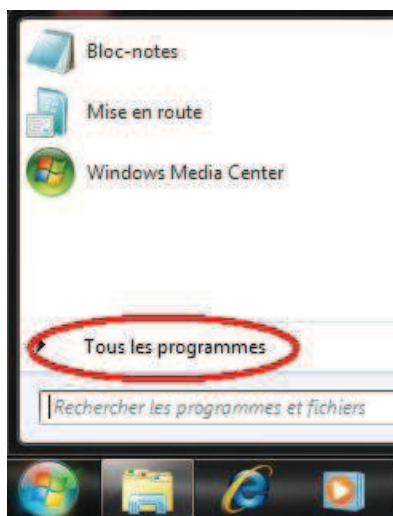 Bloc-notes
Mise en route
Windows Media Center
Tous les programmes
Rechercher les programmes et fichiers